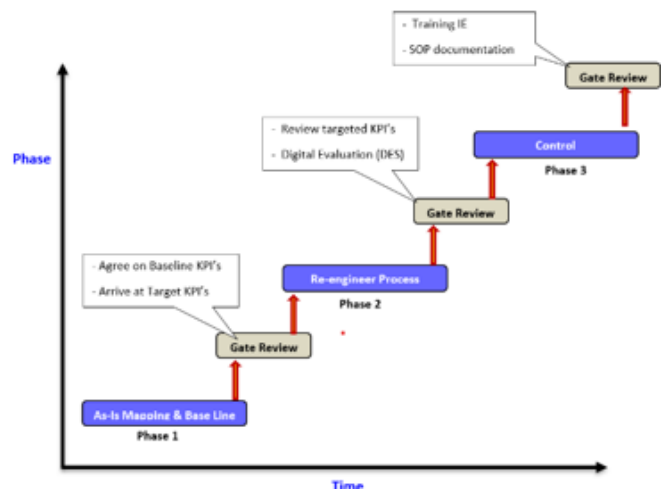 - Training IE
- SOP documentation
Gate Review
Phase
- Review targeted KPI's
- Digital Evaluation (DES)
Control
Phase 3
Gate Review
- Agree on Baseline KPI's
- Arrive at Target KPI's
Re-engineer Process
Phase 2
Gate Review
As-Is Mapping & Base Line
Phase 1
Time